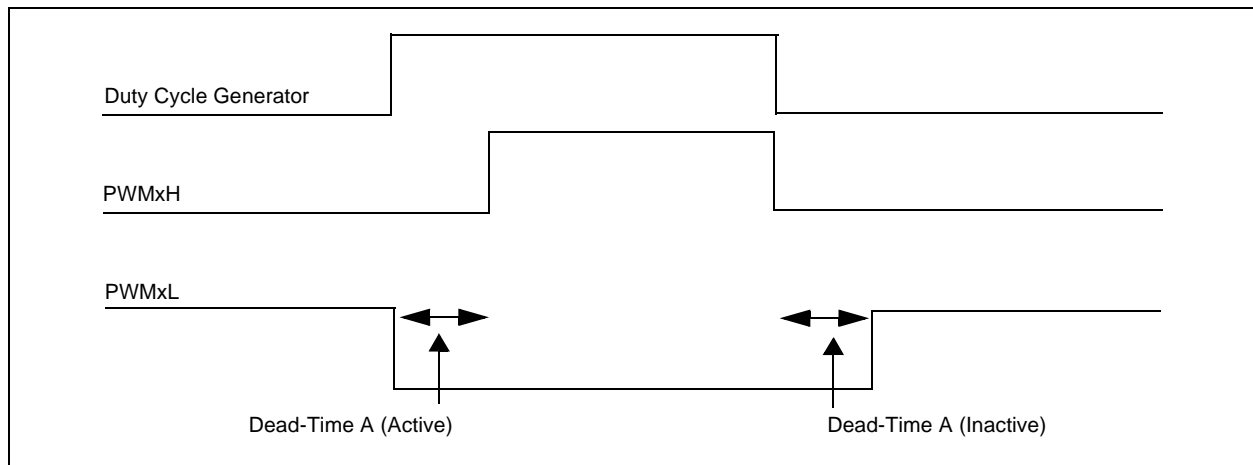 Duty Cycle Generator
PWMxH
PWMxL
Dead-Time A (Active)
Dead-Time A (Inactive)